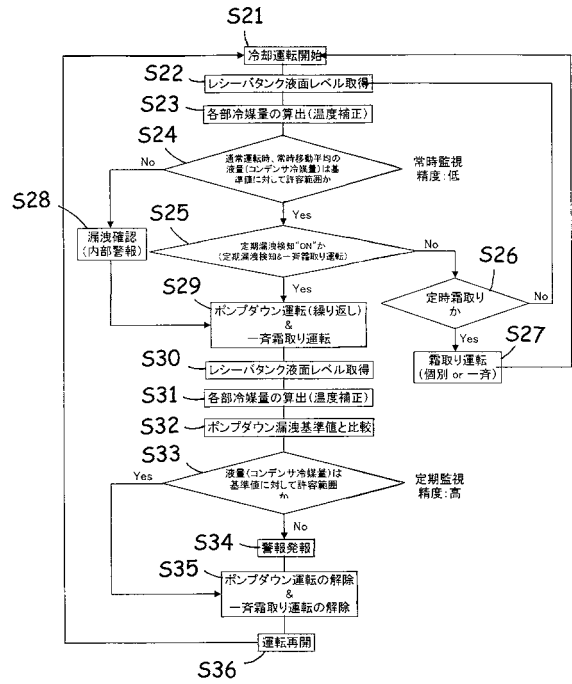 S21
冷却運転開始
S22
レシーバタンク液面レベル取得
S23
各部冷媒量の算出(温度補正)
S24
通常運転時、常時移動平均の
液量(コンデンサ冷媒量)は基
準値に対して許容範囲か
常時監視
精度:低
No
Yes
S28
漏洩確認
(内部警報)
S25
定期漏洩検知"ON"か
(定期漏洩検知&一斉霜取り運転)
No
Yes
S26
定時霜取り
か
No
Yes
S27
霜取り運転
(個別 or 一斉)
S29
ポンプダウン運転(繰り返し)
&
一斉霜取り運転
S30
レシーバタンク液面レベル取得
S31
各部冷媒量の算出(温度補正)
S32
ポンプダウン漏洩基準値と比較
S33
液量(コンデンサ冷媒量)は
基準値に対して許容範囲
か
定期監視
精度:高
Yes
No
S34
警報発報
S35
ポンプダウン運転の解除
&
一斉霜取り運転の解除
運転再開
S36